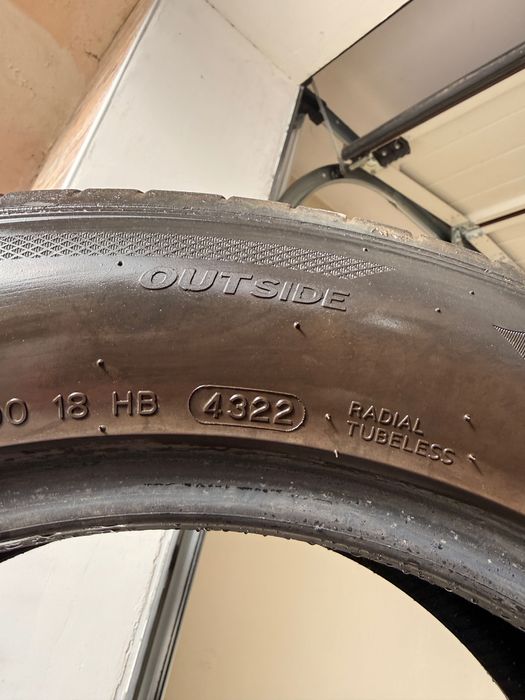 OUTSIDE
18 HB 4322
RADIAL
TUBELESS